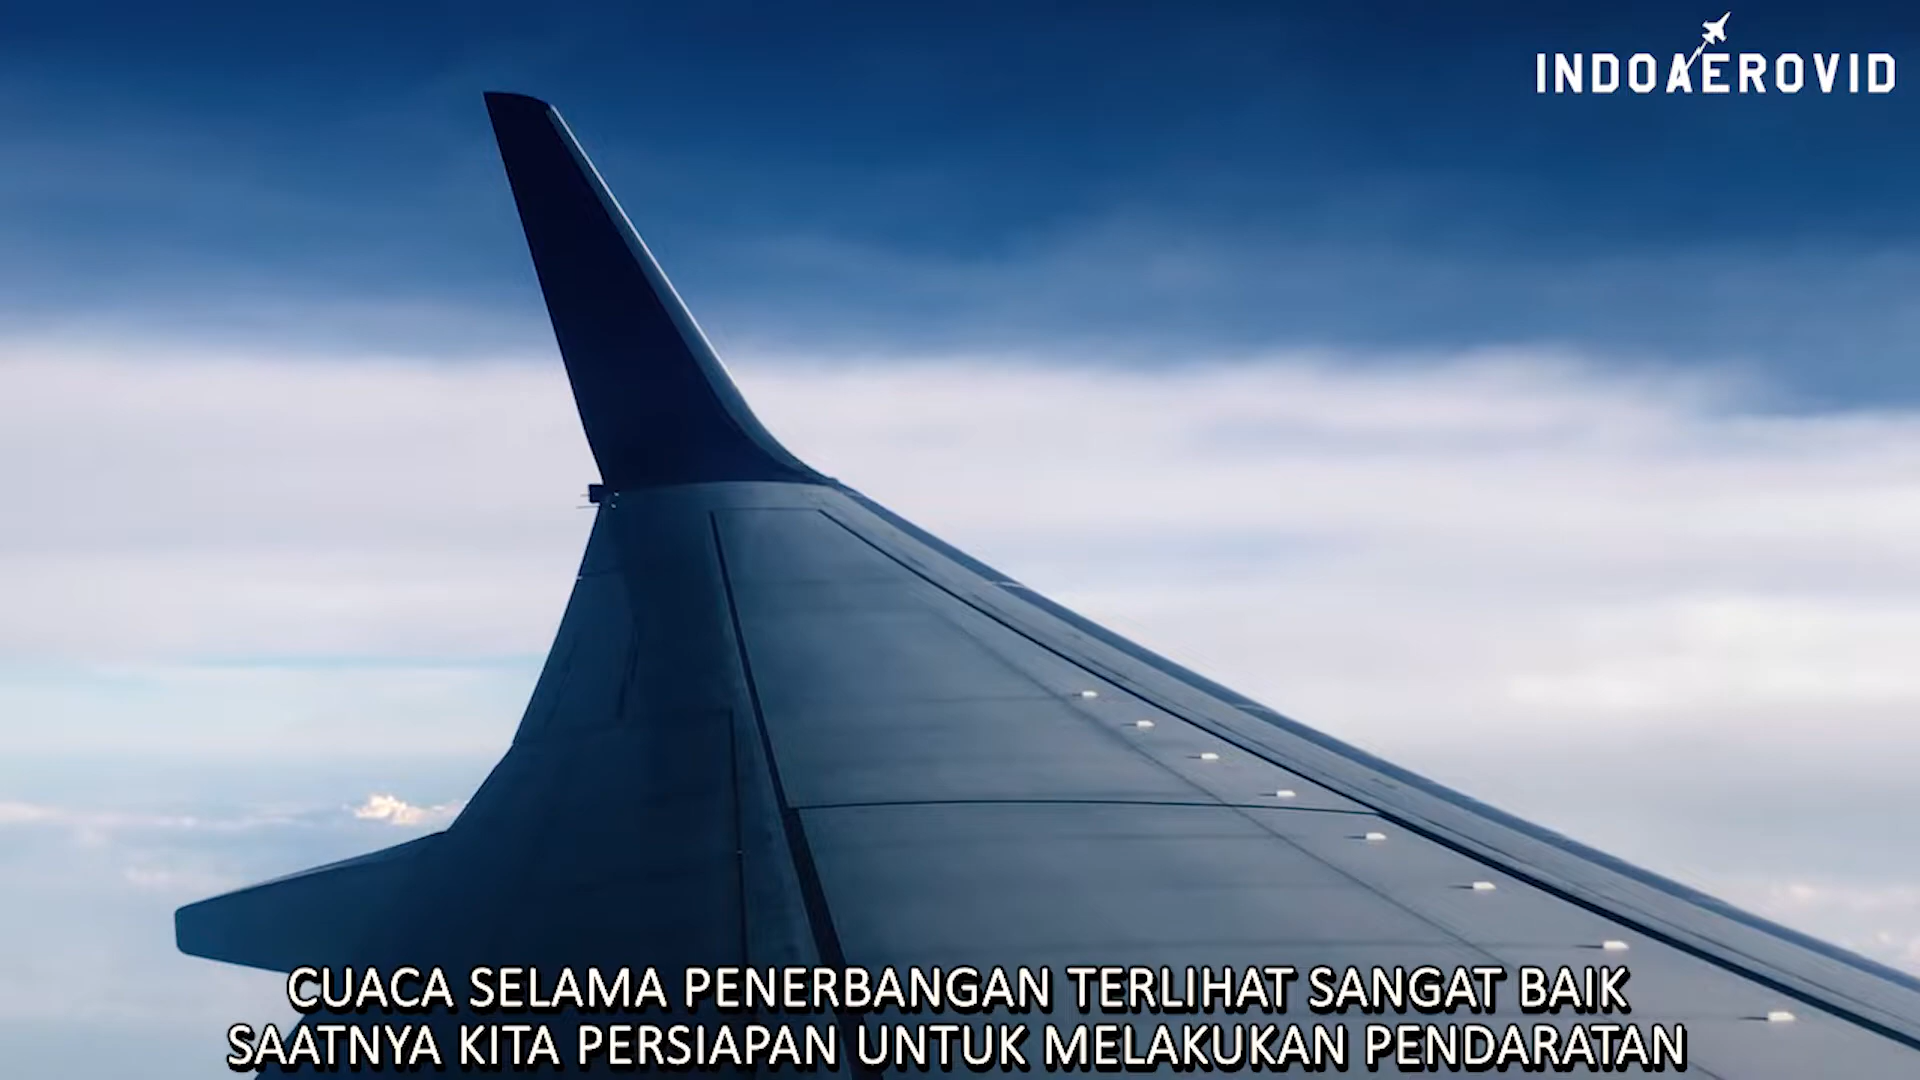 INDOAEROVID
CUACA SELAMA PENERBANGAN TERLIHAT SANGAT BAIK
SAATNYA KITA PERSIAPAN UNTUK MELAKUKAN PENDARATAN